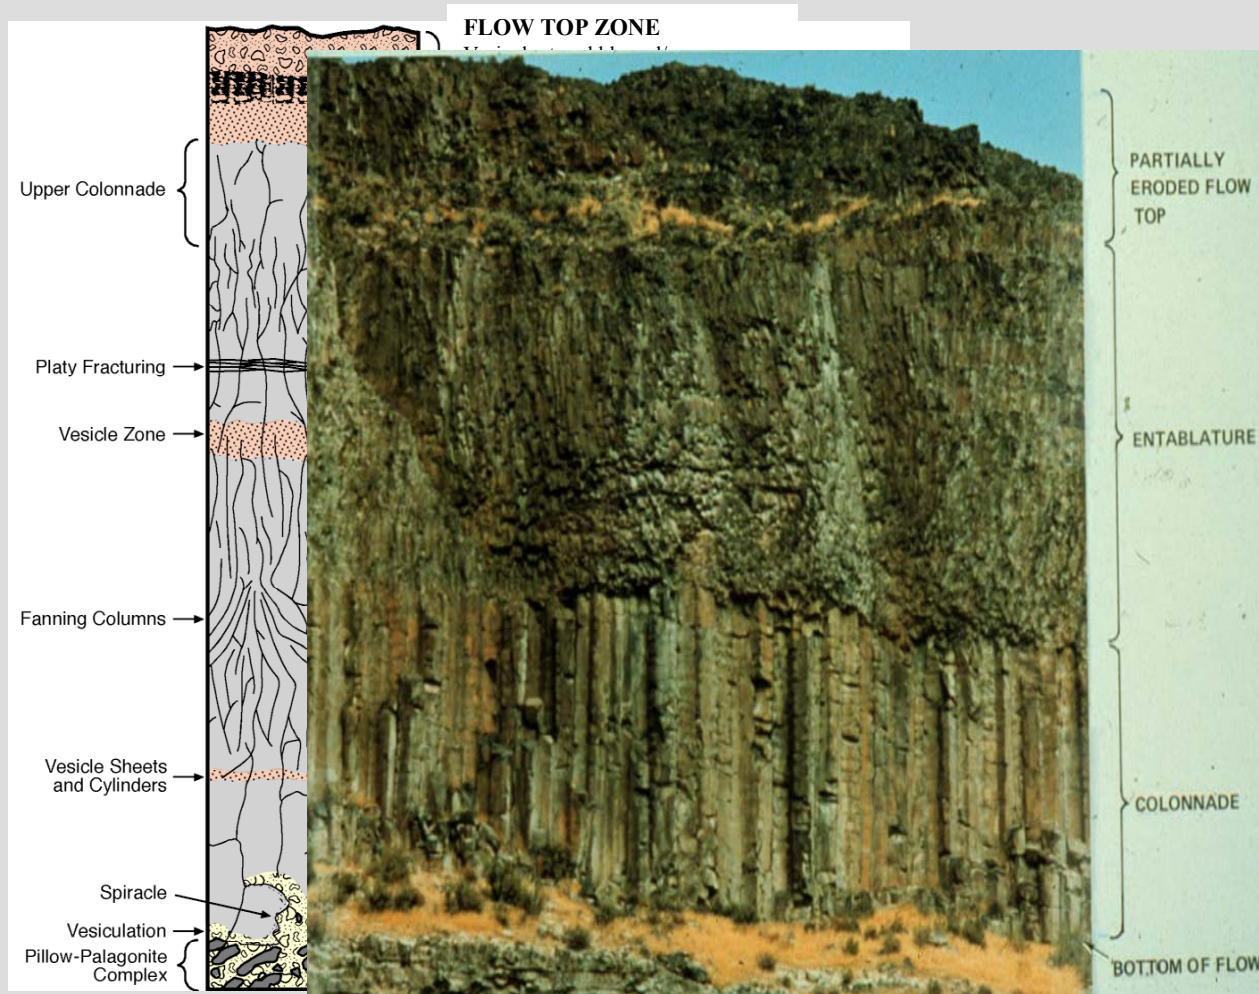 FLOW TOP ZONE
Upper Colonnade
Platy Fracturing
Vesicle Zone
Fanning Columns
Vesicle Sheets
and Cylinders
Spiracle
Vesiculation
Pillow-Palagonite
Complex
PARTIALLY
ERODED FLOW
TOP
ENTABLATURE
COLONNADE
BOTTOM OF FLOW